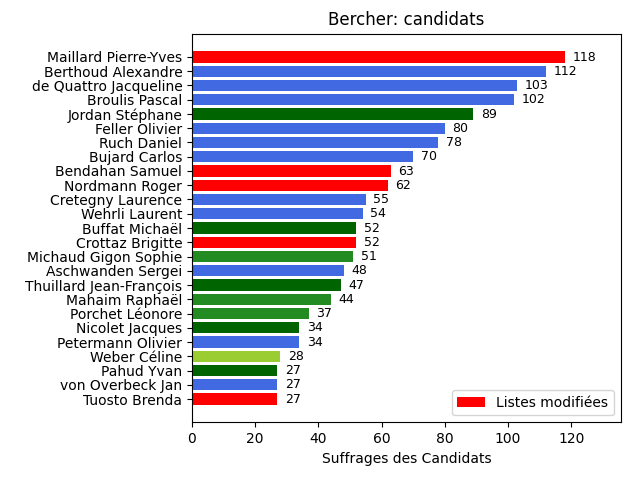 Bercher: candidats
Maillard Pierre-Yves 118
Berthoud Alexandre 112
de Quattro Jacqueline 103
Broulis Pascal 102
Jordan Stéphane 89
Feller Olivier 80
Ruch Daniel 78
Bujard Carlos 70
Bendahan Samuel 63
Nordmann Roger 62
Cretegny Laurence 55
Wehrli Laurent 54
Buffat Michaël 52
Crottaz Brigitte 52
Michaud Gigon Sophie 51
Aschwanden Sergei 48
Thuillard Jean-François 47
Mahaim Raphaël 44
Porchet Léonore 37
Nicolet Jacques 34
Petermann Olivier 34
Weber Céline 28
Pahud Yvan 27
von Overbeck Jan 27
Tuosto Brenda 27
Listes modifiées
0 20 40 60 80 100 120
Suffrages des Candidats